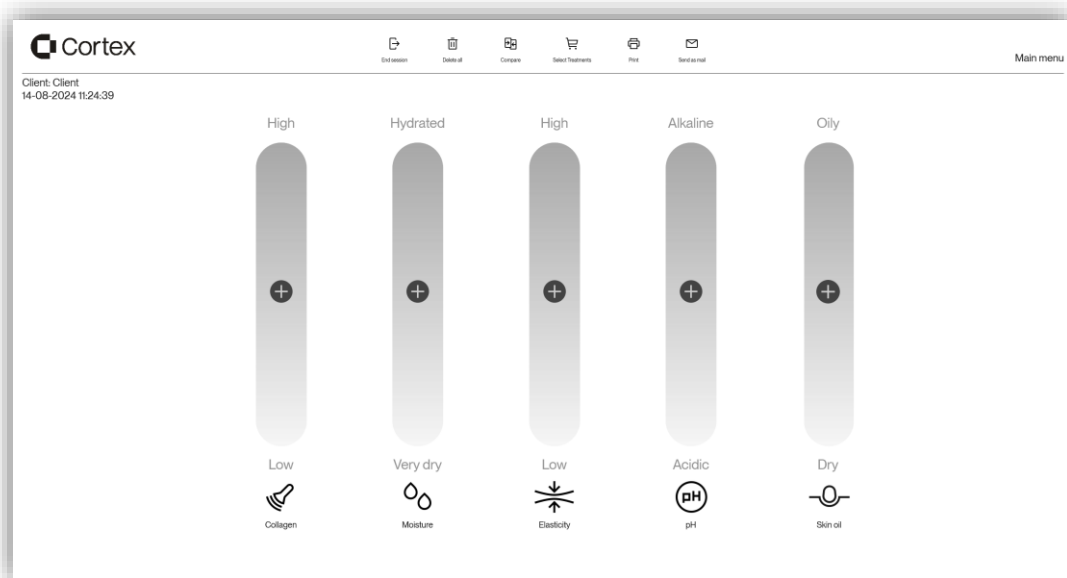 Cortex
End session Delete all Compare Select Treatments Print Send as mail
Main menu
Client: Client
14-08-2024 11:24:39
High Hydrated High Alkaline Oily
Low Very dry Low Acidic Dry
pH
Collagen Moisture Elasticity pH Skin oil